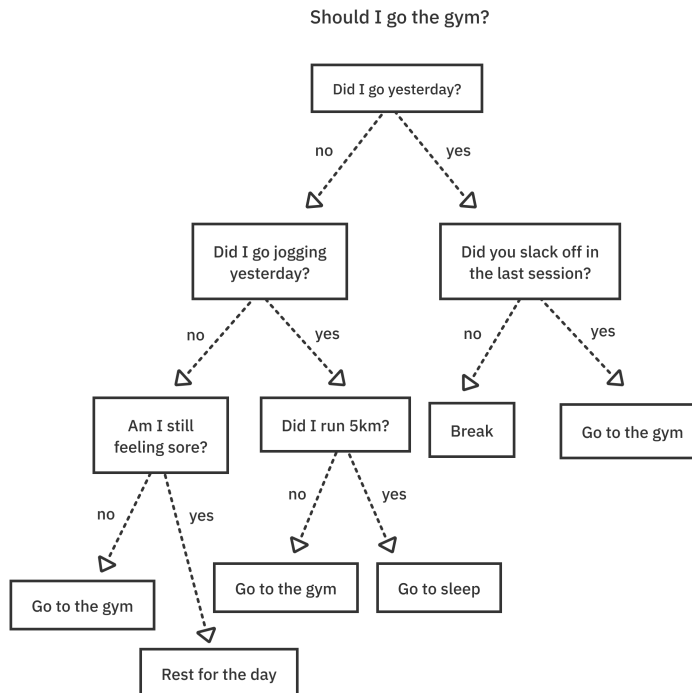 Should I go the gym?
Did I go yesterday?
no
yes
Did I go jogging
yesterday?
Did you slack off in
the last session?
no
yes
no
yes
Am I still
feeling sore?
Did I run 5km?
Break
Go to the gym
no
yes
no
yes
Go to the gym
Go to the gym
Go to sleep
Rest for the day